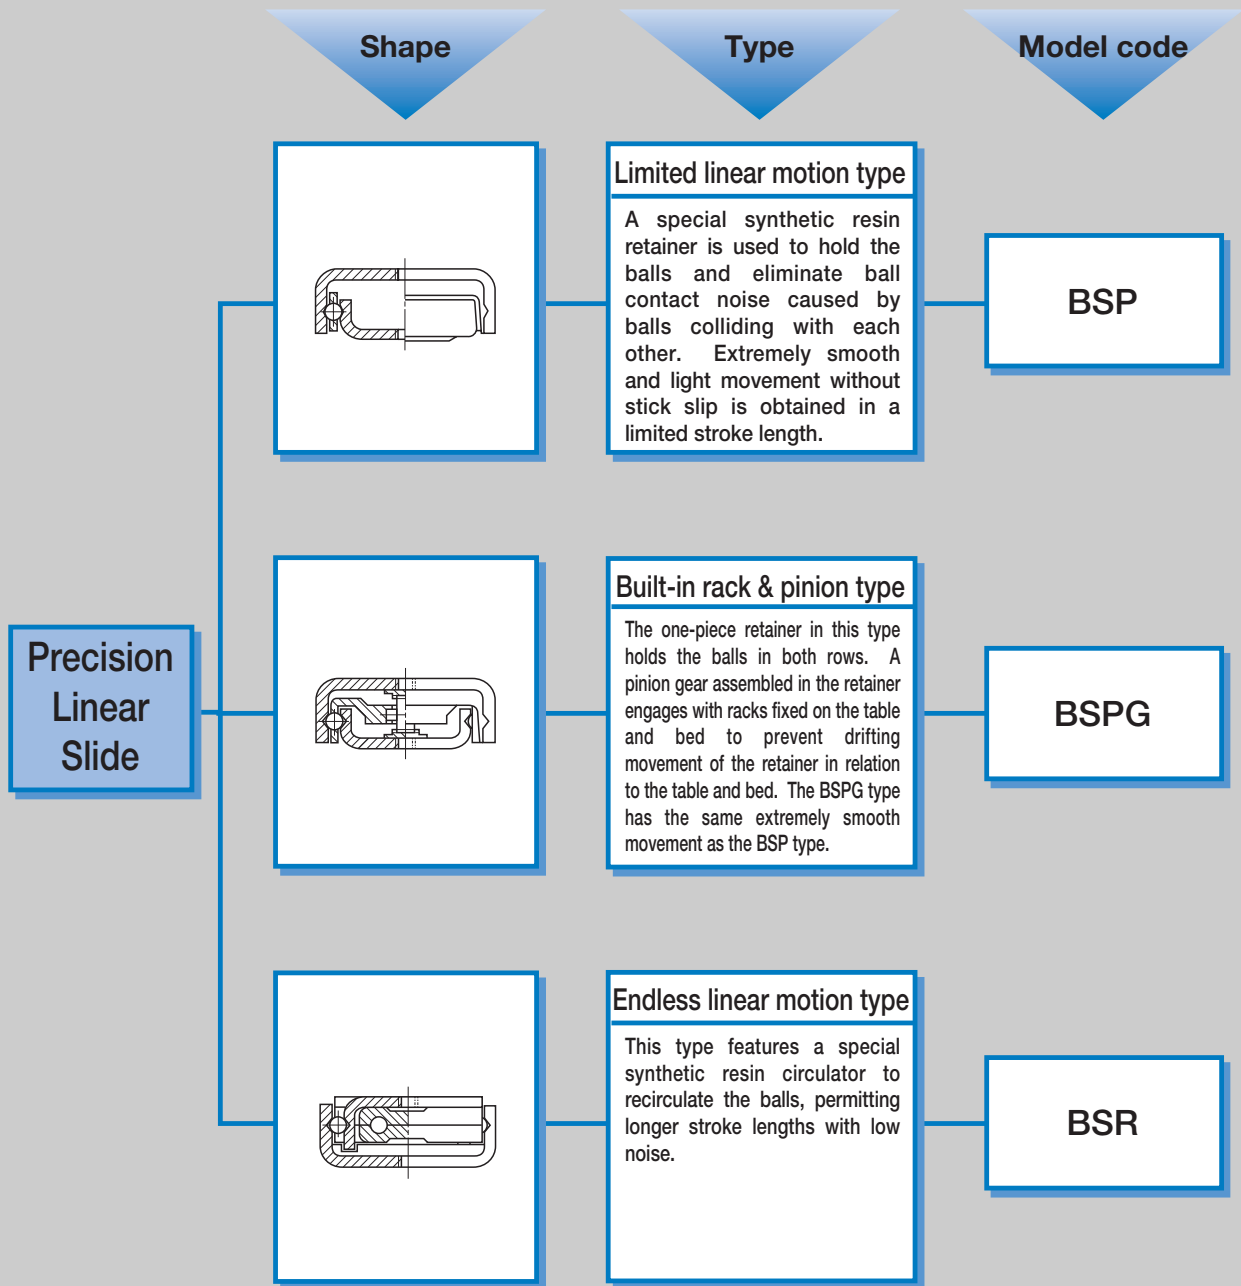 Shape
Type
Model code
Precision
Linear
Slide
Limited linear motion type
A special synthetic resin
retainer is used to hold the
balls and eliminate ball
contact noise caused by
balls colliding with each
other. Extremely smooth
and light movement without
stick slip is obtained in a
limited stroke length.
BSP
Built-in rack & pinion type
The one-piece retainer in this type
holds the balls in both rows. A
pinion gear assembled in the retainer
engages with racks fixed on the table
and bed to prevent drifting
movement of the retainer in relation
to the table and bed. The BSPG type
has the same extremely smooth
movement as the BSP type.
BSPG
Endless linear motion type
This type features a special
synthetic resin circulator to
recirculate the balls, permitting
longer stroke lengths with low
noise.
BSR